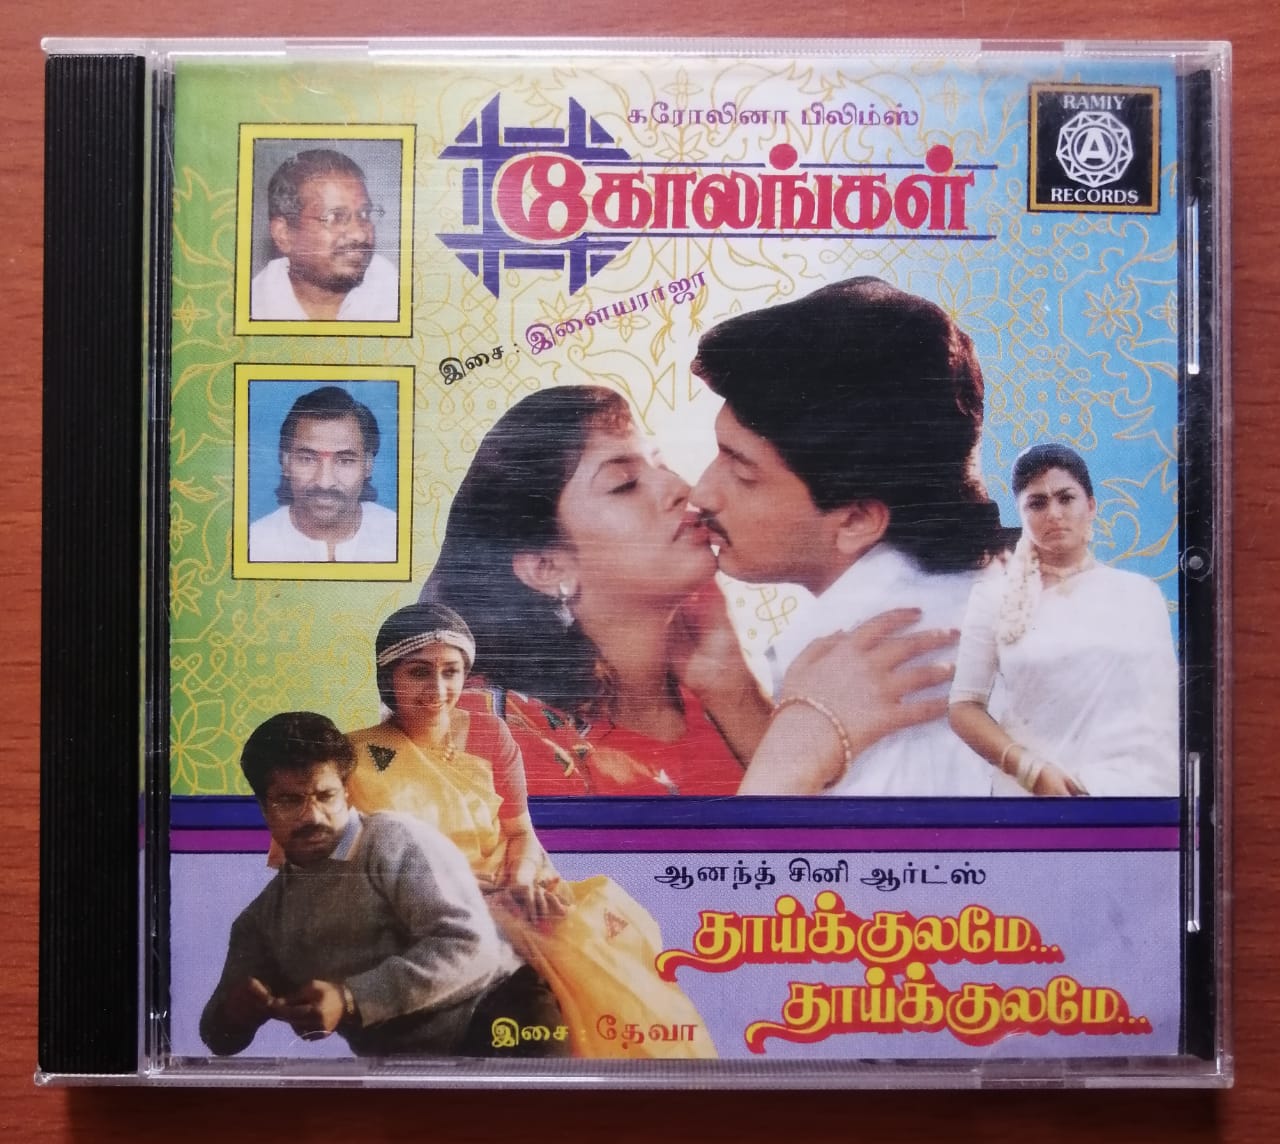 கரோலினா பிலிம்ஸ்
கோலங்கள்
RAMIY
A
RECORDS
இசை : இளையராஜா
ஆனந்த் சினி ஆர்ட்ஸ்
தாய்க்குலமே...
தாய்க்குலமே...
இசை : தேவா